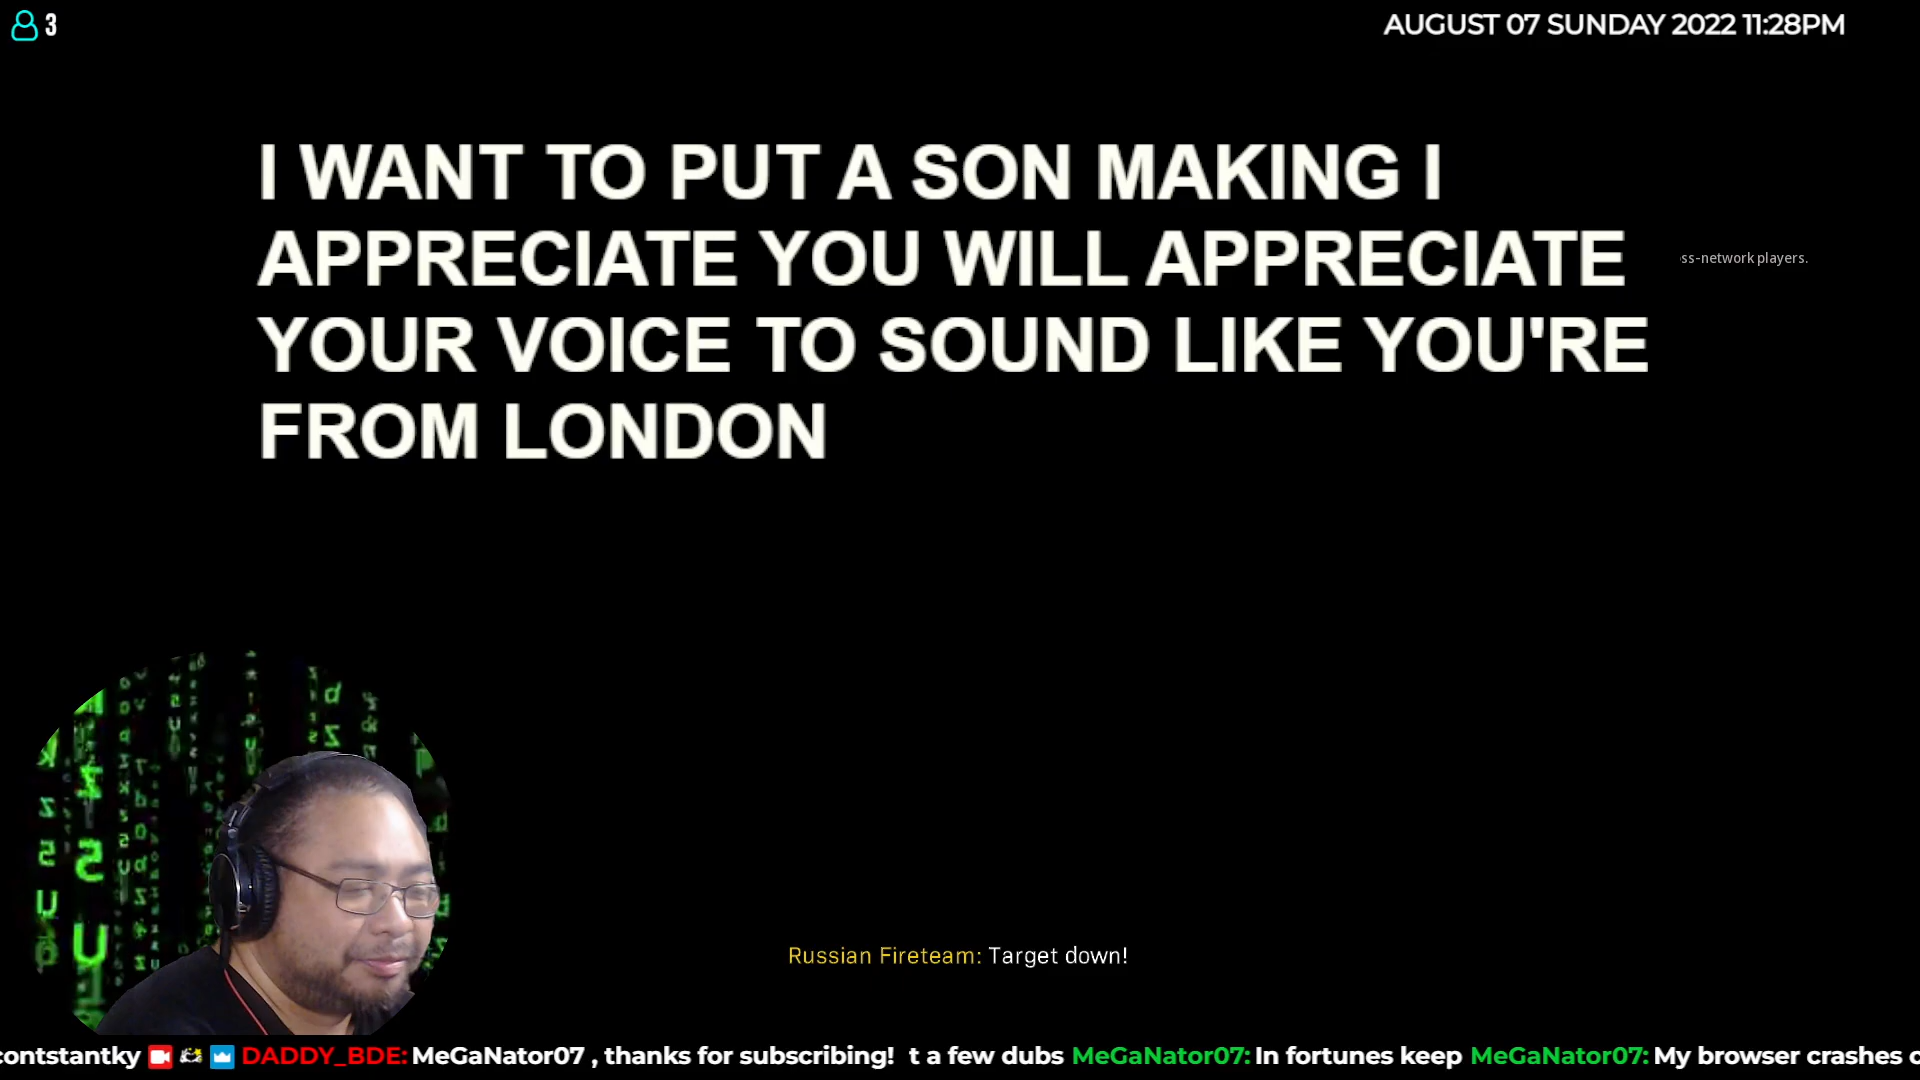 3
AUGUST 07 SUNDAY 2022 11:28PM
I WANT TO PUT A SON MAKING I
APPRECIATE YOU WILL APPRECIATE
YOUR VOICE TO SOUND LIKE YOU'RE
FROM LONDON
ss-network players.
Russian Fireteam: Target down!
contstantky DADDY_BDE: MeGaNator07 , thanks for subscribing! t a few dubs MeGaNator07: In fortunes keep MeGaNator07: My browser crashes